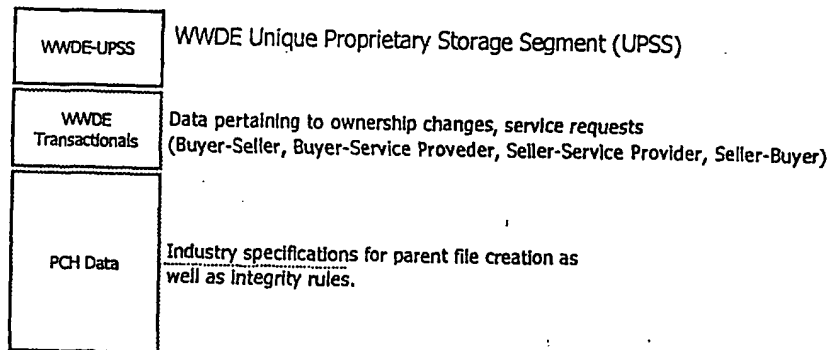 WWDE-UPSS
WWDE Unique Proprietary Storage Segment (UPSS)
WWDE
Transactionals
Data pertaining to ownership changes, service requests
(Buyer-Seller, Buyer-Service Proveder, Seller-Service Provider, Seller-Buyer)
PCH Data
Industry specifications for parent file creation as
well as integrity rules.